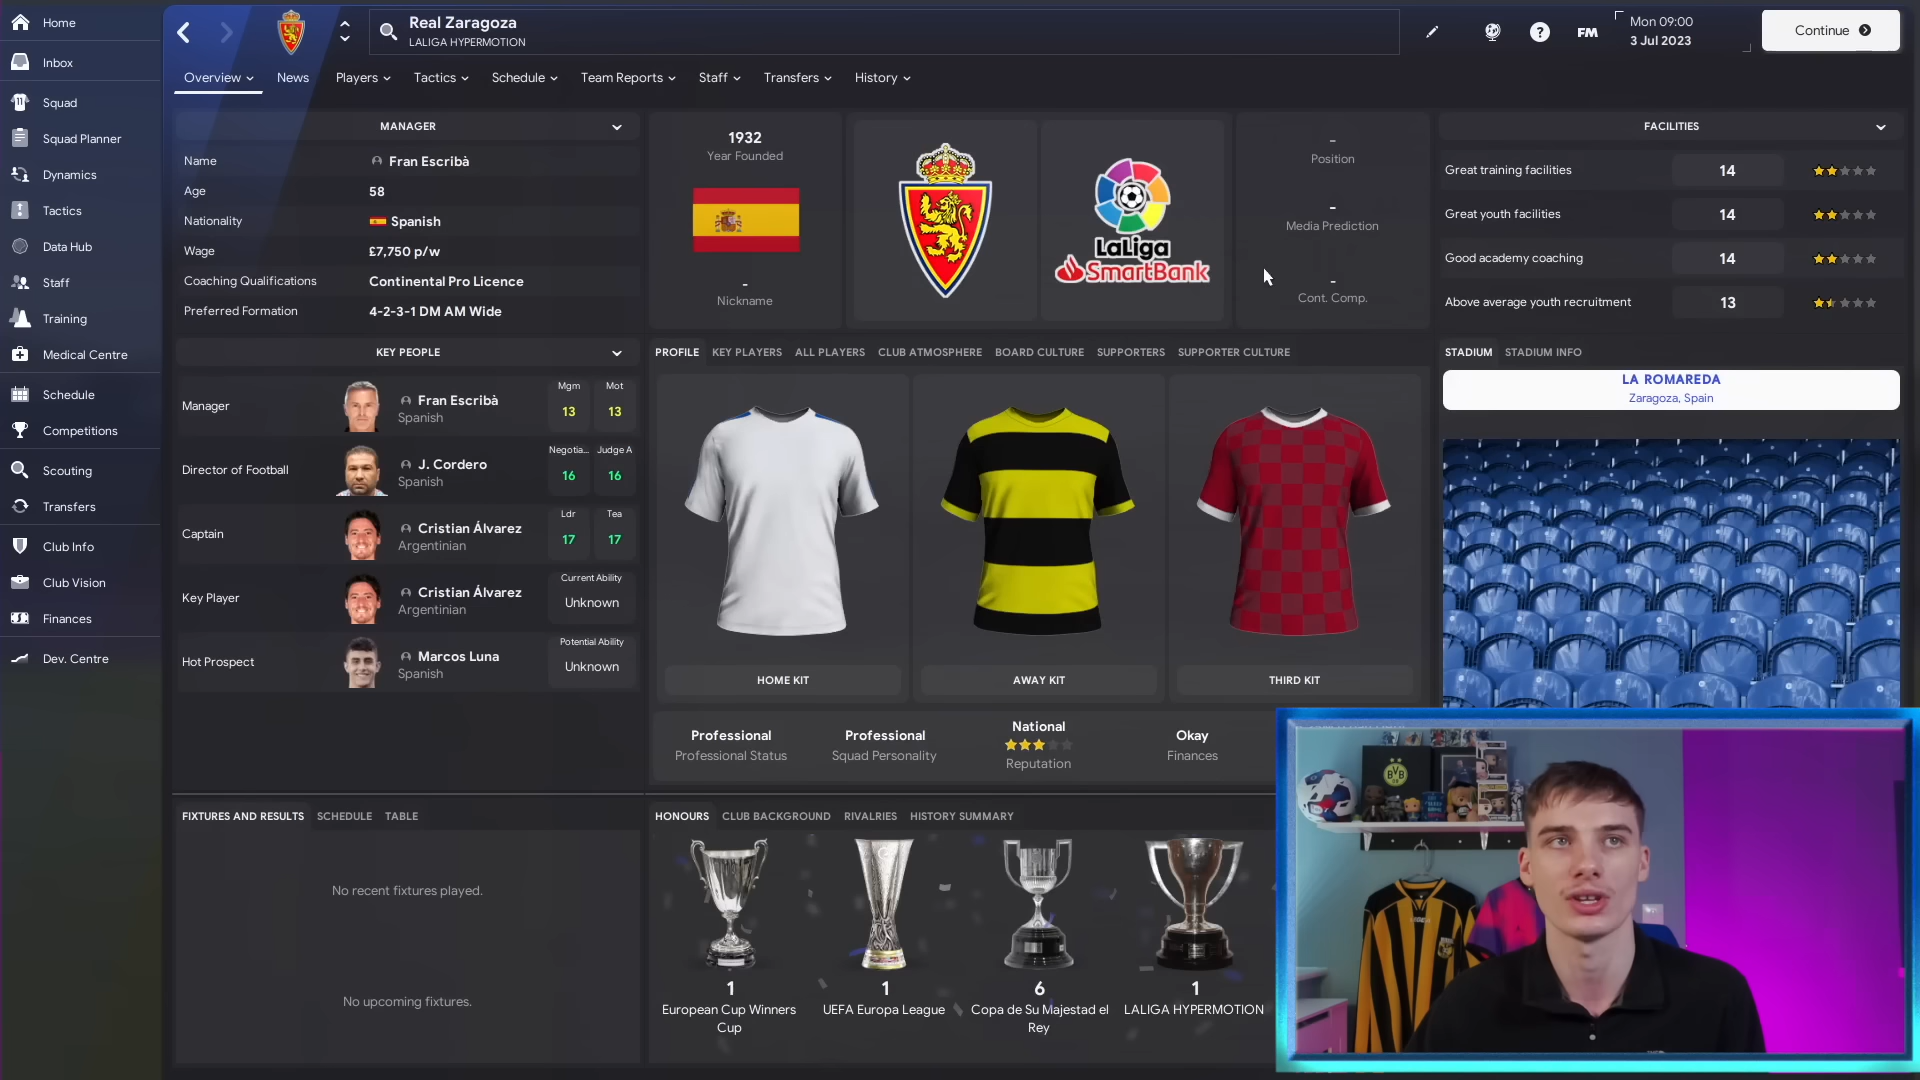 Home
Inbox
Squad
Squad Planner
Dynamics
Tactics
Data Hub
Staff
Training
Medical Centre
Schedule
Competitions
Scouting
Transfers
Club Info
Club Vision
Finances
Dev. Centre
Real Zaragoza
LALIGA HYPERMOTION
FM
Mon 09:00
3 Jul 2023
Continue
Overview
News
Players
Tactics
Schedule
Team Reports
Staff
Transfers
History
MANAGER
Name Fran Escribà
Age 58
Nationality Spanish
Wage £7,750 p/w
Coaching Qualifications Continental Pro Licence
Preferred Formation 4-2-3-1 DM AM Wide
1932
Year Founded
-
Nickname
LaLiga
SmartBank
-
Position
-
Media Prediction
-
Cont. Comp.
FACILITIES
Great training facilities 14
Great youth facilities 14
Good academy coaching 14
Above average youth recruitment 13
KEY PEOPLE
Manager
Fran Escribà
Spanish
Mgm Mot
13 13
Director of Football
J. Cordero
Spanish
Negotia... Judge A
16 16
Captain
Cristian Álvarez
Argentinian
Ldr Tea
17 17
Key Player
Cristian Álvarez
Argentinian
Current Ability
Unknown
Hot Prospect
Marcos Luna
Spanish
Potential Ability
Unknown
PROFILE KEY PLAYERS ALL PLAYERS CLUB ATMOSPHERE BOARD CULTURE SUPPORTERS SUPPORTER CULTURE
HOME KIT
AWAY KIT
THIRD KIT
Professional
Professional Status
Professional
Squad Personality
National
Reputation
Okay
Finances
STADIUM STADIUM INFO
LA ROMAREDA
Zaragoza, Spain
FIXTURES AND RESULTS SCHEDULE TABLE
No recent fixtures played.
No upcoming fixtures.
HONOURS CLUB BACKGROUND RIVALRIES HISTORY SUMMARY
1
European Cup Winners
Cup
1
UEFA Europa League
6
Copa de Su Majestad el
Rey
1
LALIGA HYPERMOTION
BVB
09